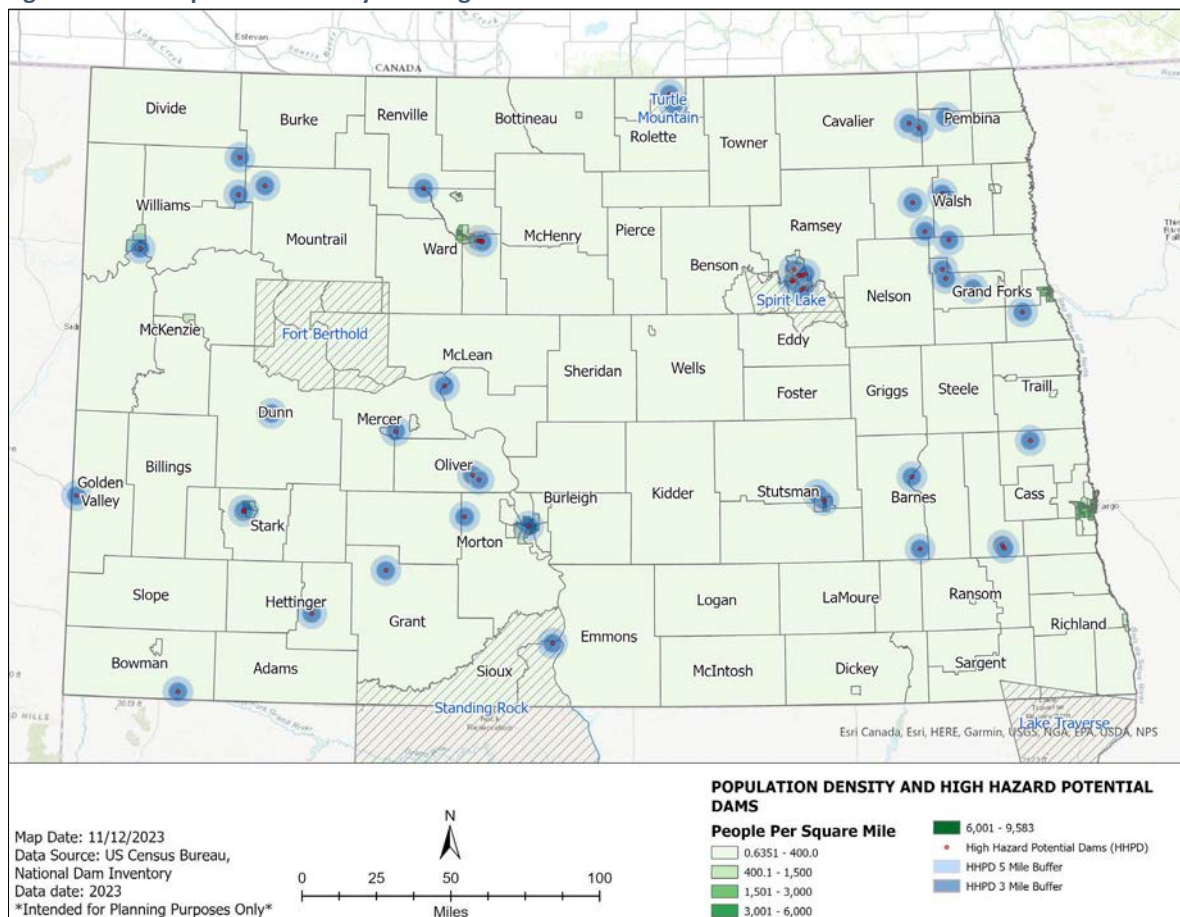 Estevan
CANADA
Divide
Burke
Renville
Bottineau
Turtle
Mountain
Rolette
Towner
Cavalier
Pembina
Williams
Mountrail
Ward
McHenry
Pierce
Ramsey
Walsh
Benson
Spirit Lake
Nelson
Grand Forks
McKenzie
Fort Berthold
McLean
Sheridan
Wells
Eddy
Foster
Griggs
Steele
Traill
Dunn
Mercer
Golden
Valley
Billings
Oliver
Stark
Burleigh
Kidder
Stutsman
Barnes
Cass
Morton
Slope
Hettinger
Grant
Logan
LaMoure
Ransom
Richland
Bowman
Adams
Sioux
Emmons
McIntosh
Dickey
Sargent
Standing Rock
Lake Traverse
Esri Canada, Esri, HERE, Garmin, USGS, NGA, EPA, USDA, NPS
POPULATION DENSITY AND HIGH HAZARD POTENTIAL
DAMS
People Per Square Mile
0.6351 - 400.0
400.1 - 1,500
1,501 - 3,000
3,001 - 6,000
6,001 - 9,583
High Hazard Potential Dams (HHPD)
HHPD 5 Mile Buffer
HHPD 3 Mile Buffer
Map Date: 11/12/2023
Data Source: US Census Bureau,
National Dam Inventory
Data date: 2023
*Intended for Planning Purposes Only*
N
0 25 50 100
Miles